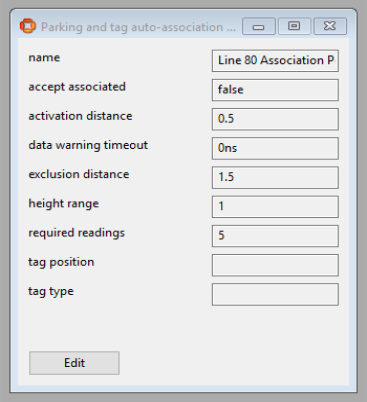 Parking and tag auto-association ...
name Line 80 Association P
accept associated false
activation distance 0.5
data warning timeout 0ns
exclusion distance 1.5
height range 1
required readings 5
tag position
tag type
Edit